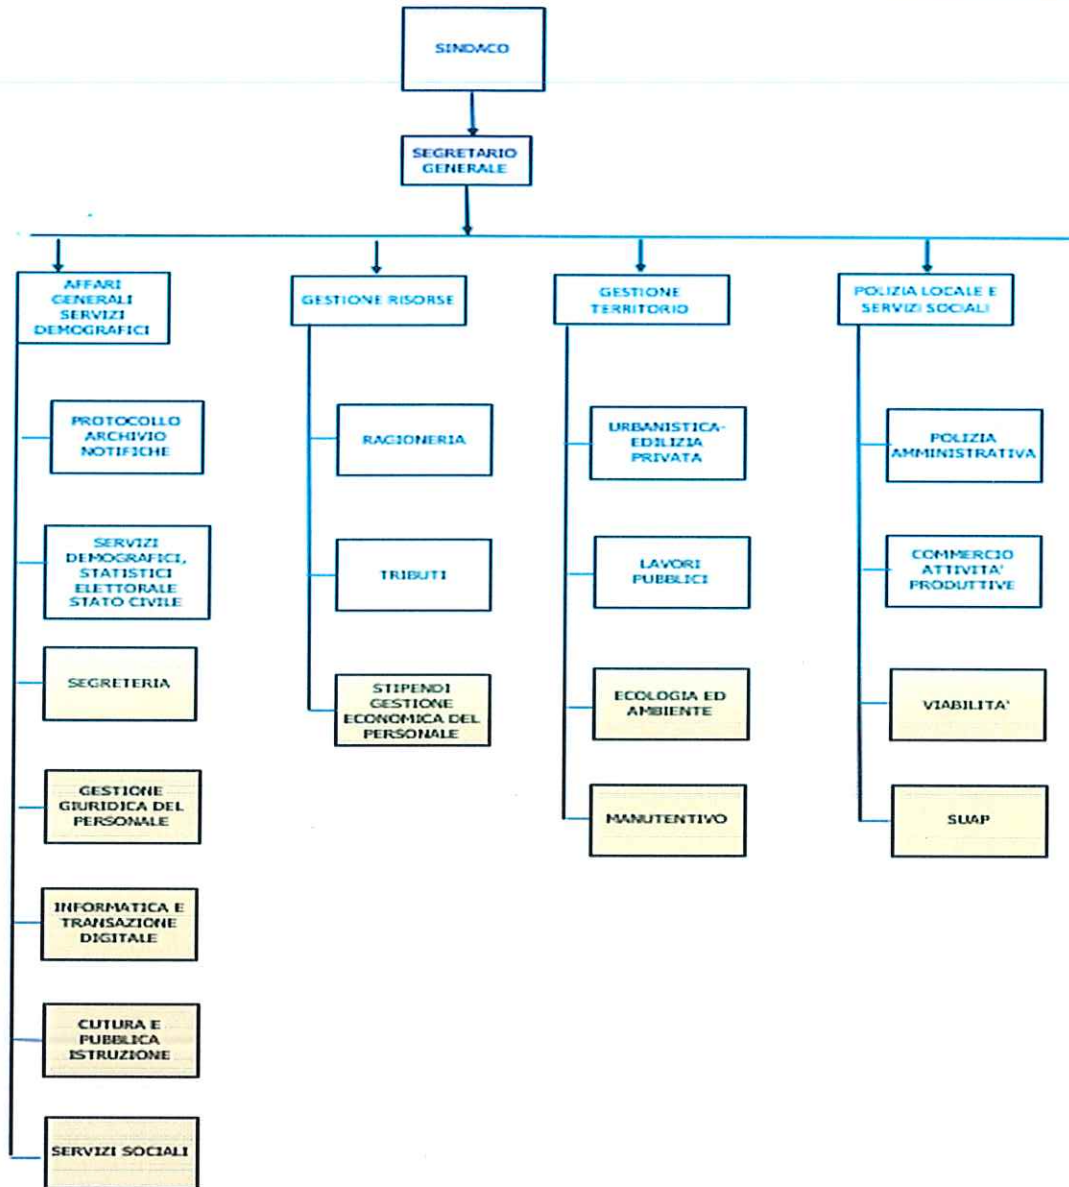 SINDACO
SEGRETARIO
GENERALE
AFFARI
GENERALI
SERVIZI
DEMOGRAFICI
PROTOCOLLO
ARCHIVIO
NOTIFICHE
SERVIZI
DEMOGRAFICI,
STATISTICI
ELETTORALE
STATO CIVILE
SEGRETERIA
GESTIONE
GIURIDICA DEL
PERSONALE
INFORMATICA E
TRANSAZIONE
DIGITALE
CUTURA E
PUBBLICA
ISTRUZIONE
SERVIZI SOCIALI
GESTIONE RISORSE
RAGIONERIA
TRIBUTI
STIPENDI
GESTIONE
ECONOMICA DEL
PERSONALE
GESTIONE
TERRITORIO
URBANISTICA-
EDILIZIA
PRIVATA
LAVORI
PUBBLICI
ECOLOGIA ED
AMBIENTE
MANUTENTIVO
POLIZIA LOCALE E
SERVIZI SOCIALI
POLIZIA
AMMINISTRATIVA
COMMERCIO
ATTIVITA'
PRODUTTIVE
VIABILITA'
SUAP